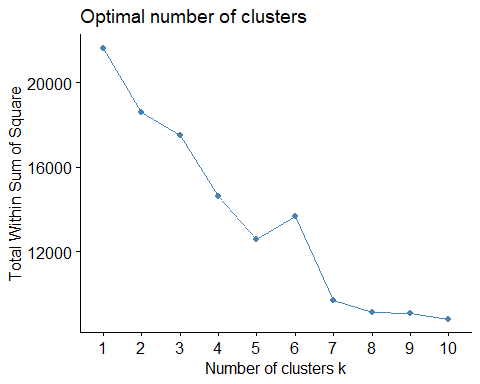 Optimal number of clusters
Total Within Sum of Square
20000
16000
12000
1 2 3 4 5 6 7 8 9 10
Number of clusters k